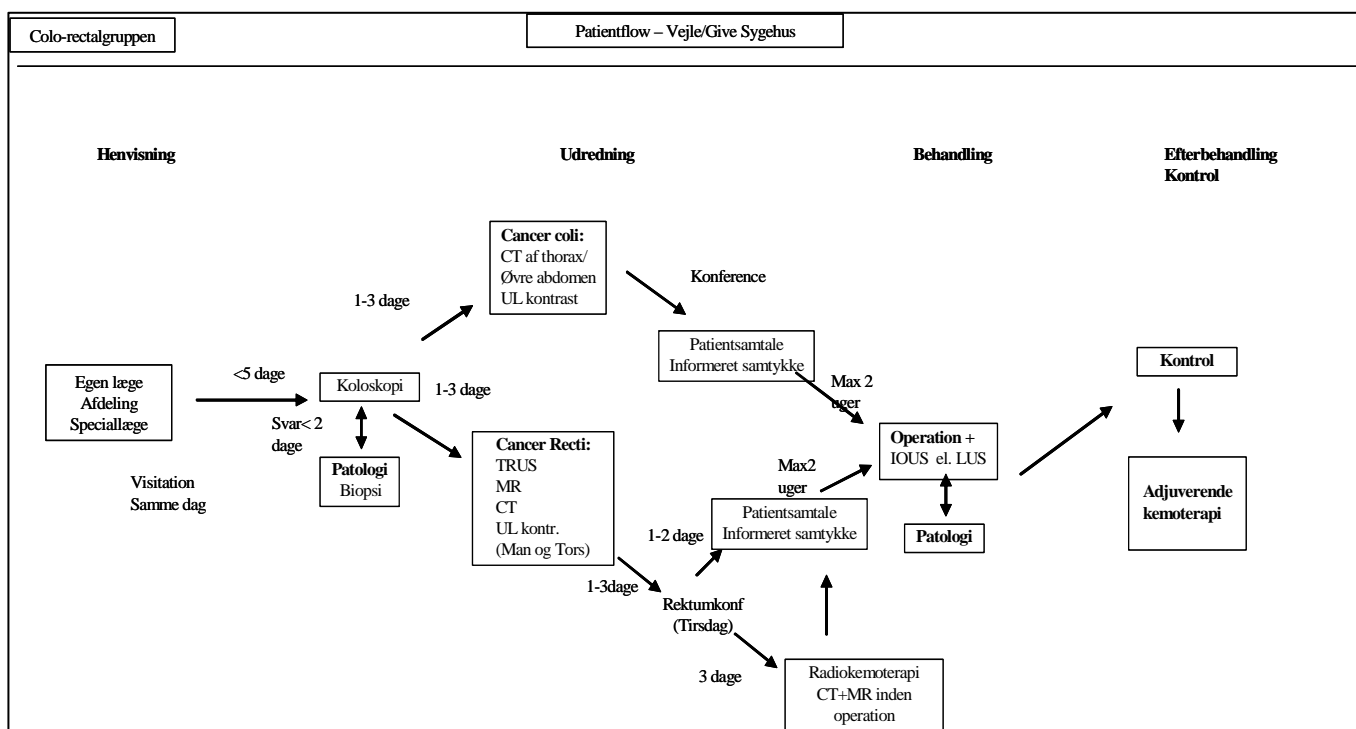 Colo-rectalgruppen
Patientflow – Vejle/Give Sygehus
Henvisning
Udredning
Behandling
Efterbehandling
Kontrol
Egen læge
Afdeling
Speciallæge
Visitation
Samme dag
<5 dage
Koloskopi
Svar< 2
dage
Patologi
Biopsi
1-3 dage
1-3 dage
Cancer coli:
CT af thorax/
Øvre abdomen
UL kontrast
Konference
Patientsamtale
Informeret samtykke
Max 2
uger
Cancer Recti:
TRUS
MR
CT
UL kontr.
(Man og Tors)
1-3dage
Rektumkonf
(Tirsdag)
1-2 dage
3 dage
Patientsamtale
Informeret samtykke
Max2
uger
Radiokemoterapi
CT+MR inden
operation
Operation +
IOUS el. LUS
Patologi
Kontrol
Adjuverende
kemoterapi